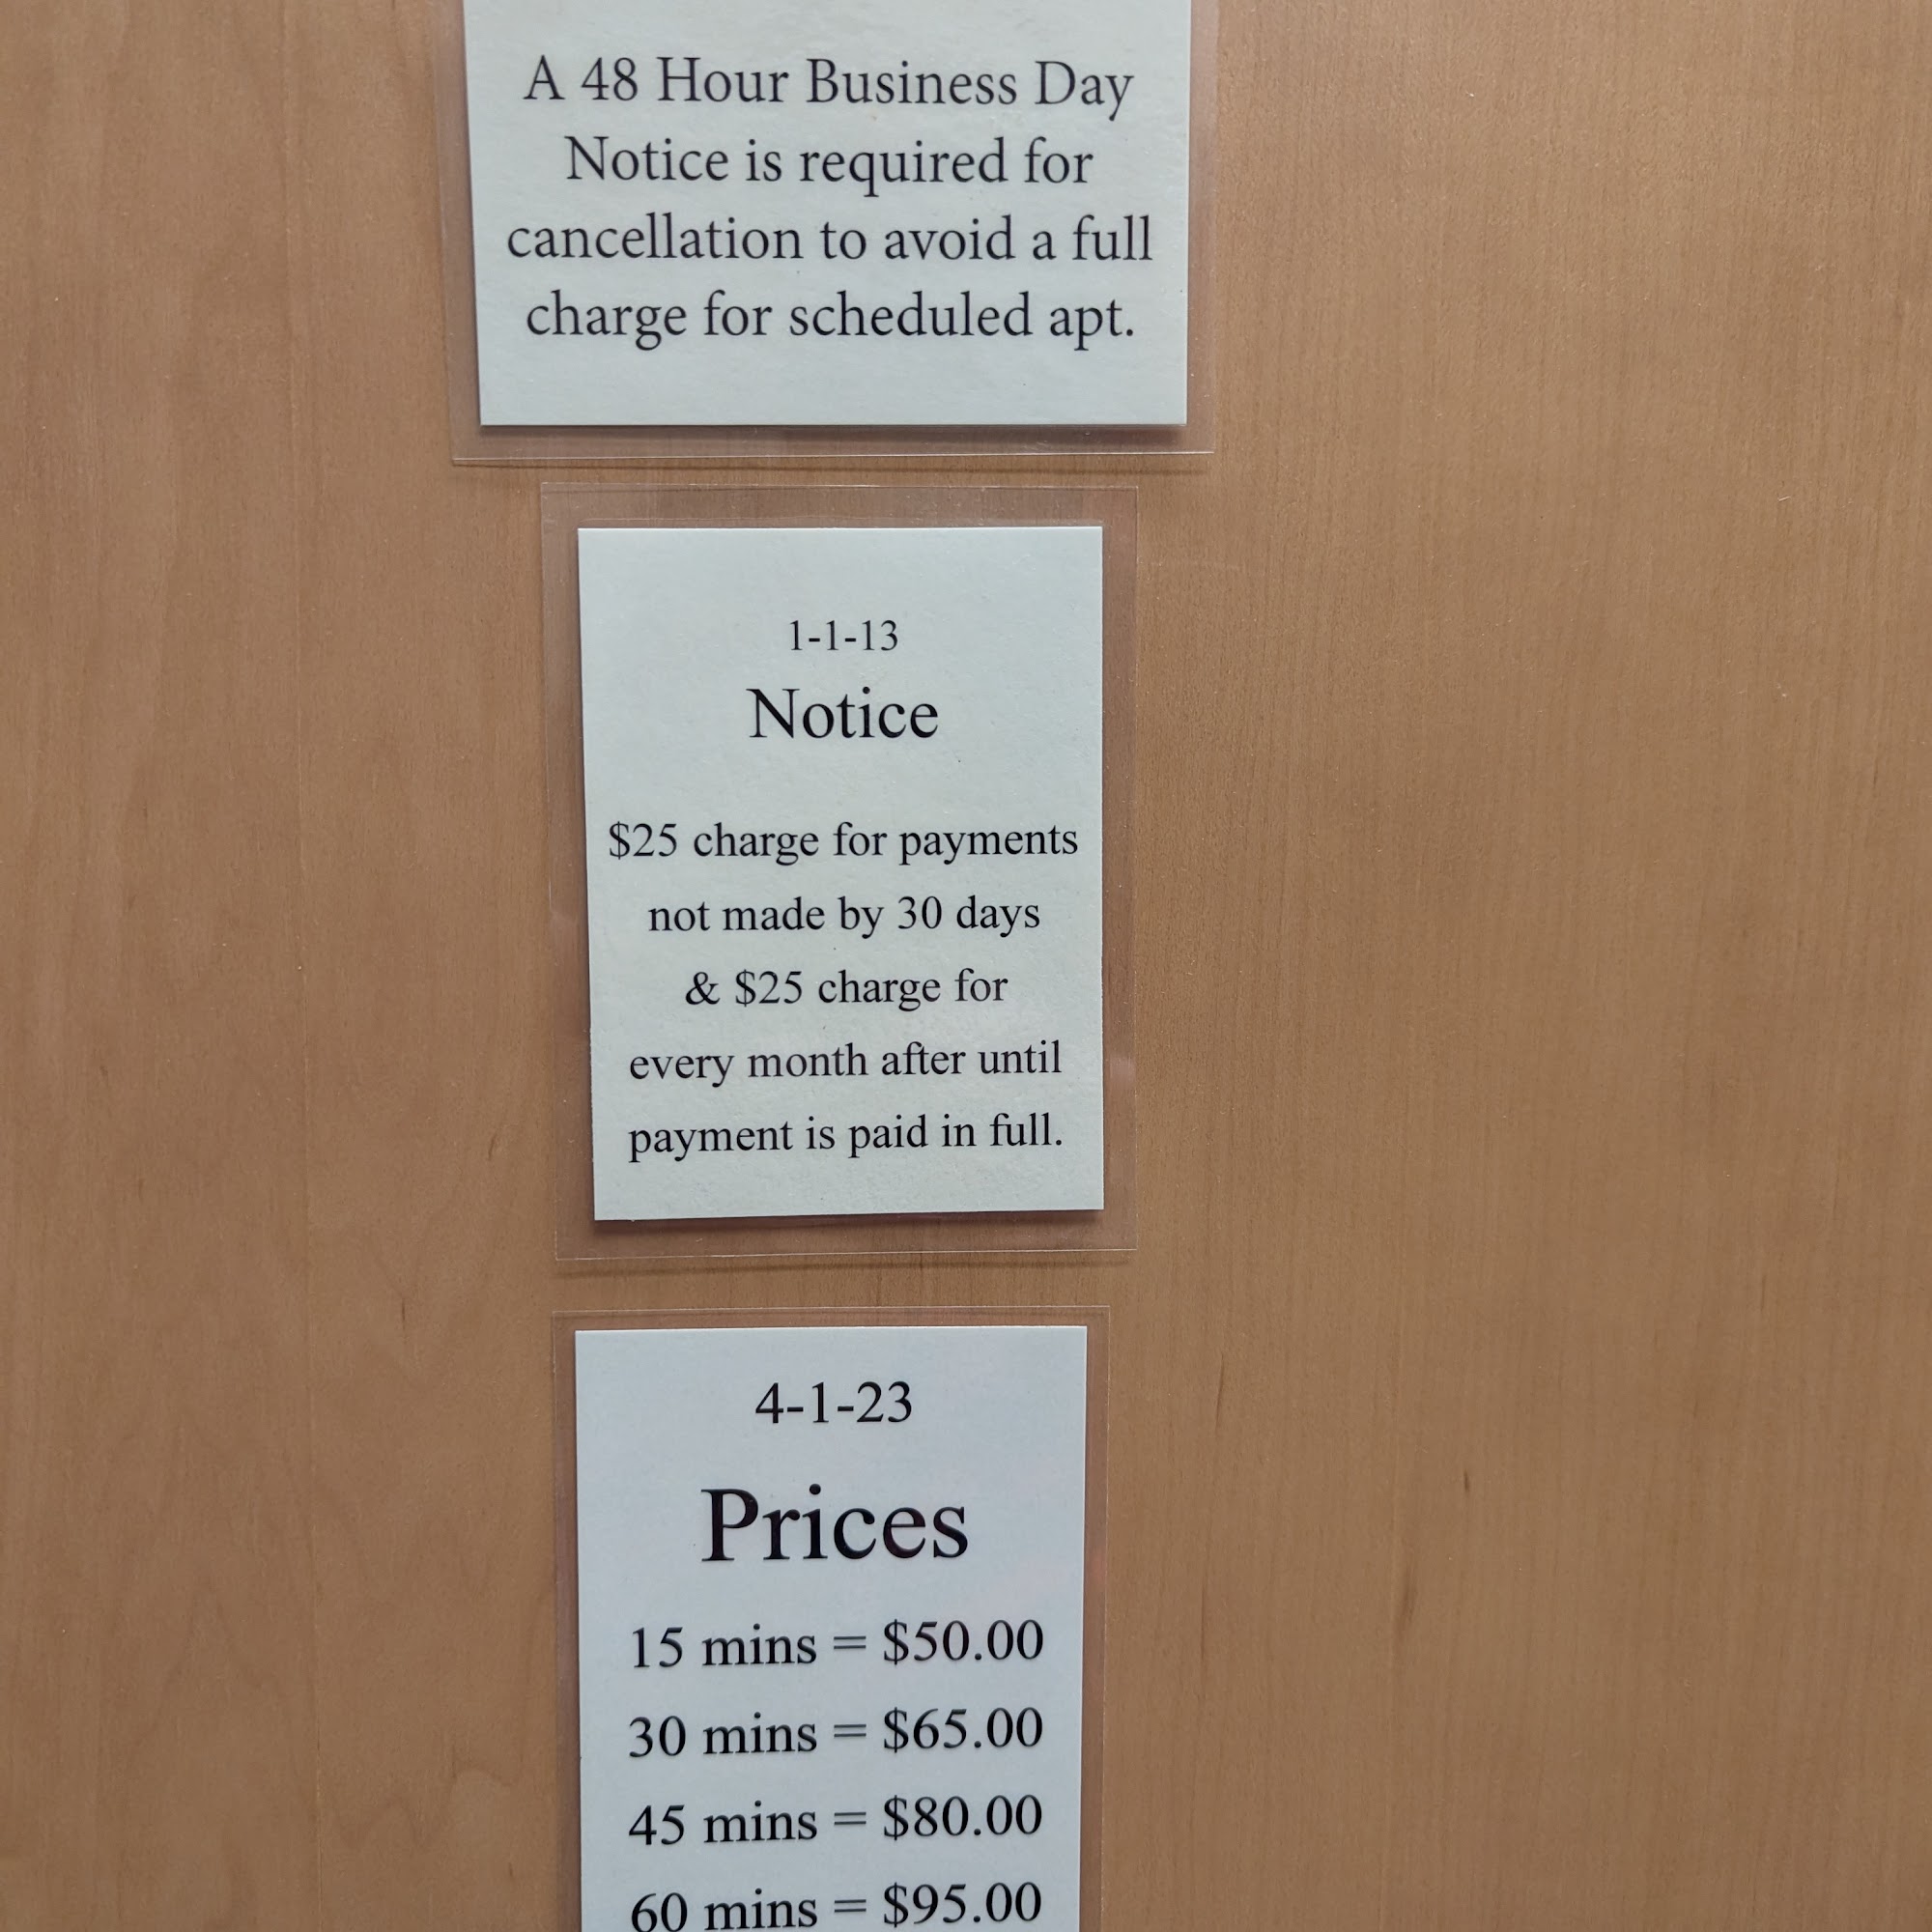 A 48 Hour Business Day
Notice is required for
cancellation to avoid a full
charge for scheduled apt.
1-1-13
Notice
$25 charge for payments
not made by 30 days
& $25 charge for
every month after until
payment is paid in full.
4-1-23
Prices
15 mins = $50.00
30 mins = $65.00
45 mins = $80.00
60 mins = $95.00